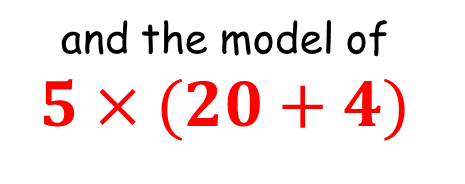 and the model of
5 × (20 + 4)